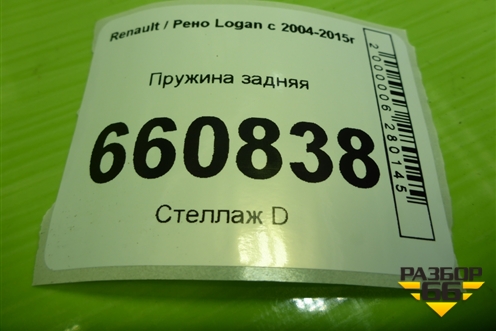 Renault / Рено Logan с 2004-2015г
Пружина задняя
660838
Стеллаж D
2000006280145
РАЗБОР
66